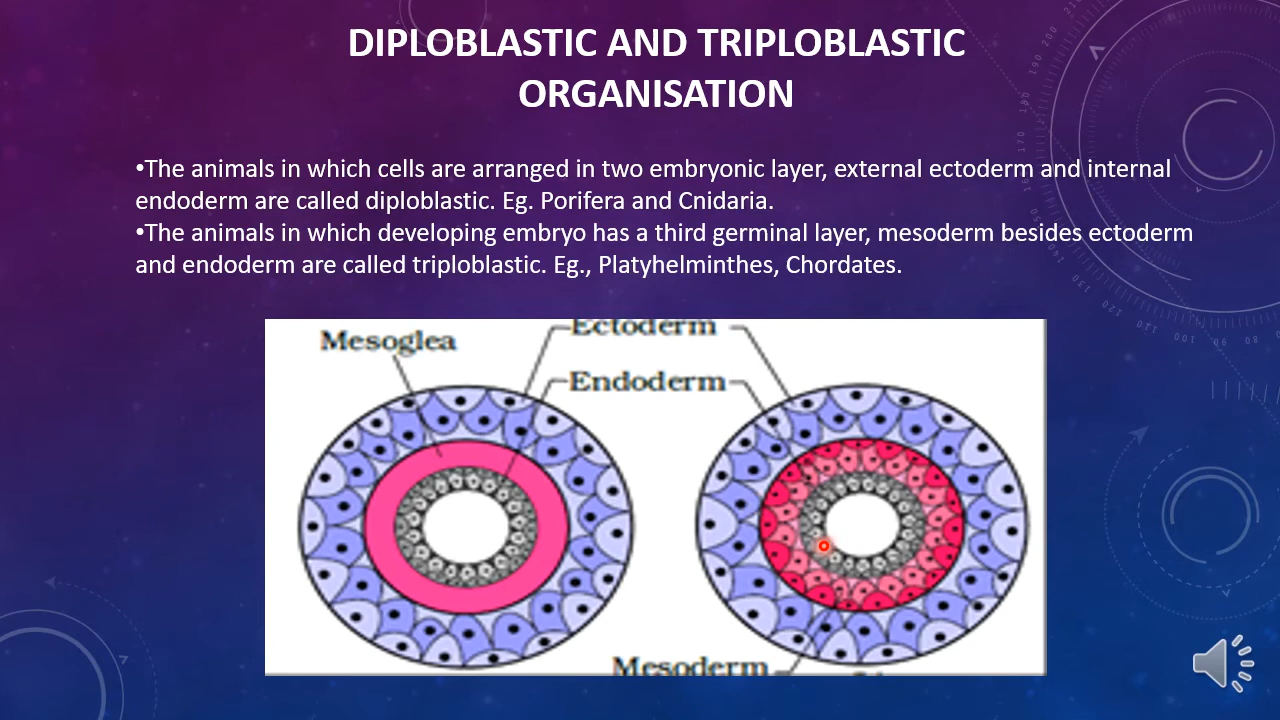 DIPLOBLASTIC AND TRIPLOBLASTIC
ORGANISATION
•The animals in which cells are arranged in two embryonic layer, external ectoderm and internal
endoderm are called diploblastic. Eg. Porifera and Cnidaria.
•The animals in which developing embryo has a third germinal layer, mesoderm besides ectoderm
and endoderm are called triploblastic. Eg., Platyhelminthes, Chordates.
Ectoderm
Mesoglea
Endoderm
Mesoderm